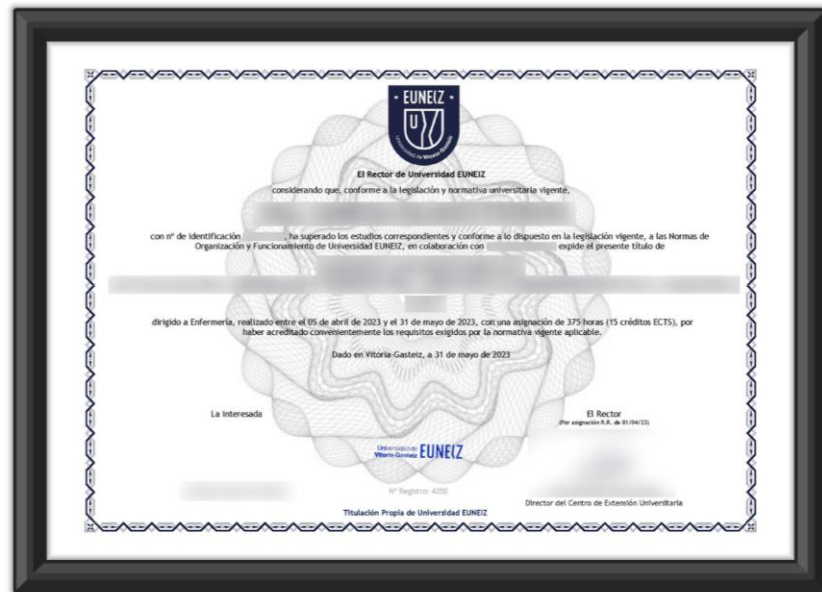 EUNEIZ
Universidad de Vitoria-Gasteiz
El Rector de Universidad EUNEIZ
considerando que, conforme a la legislación y normativa universitaria vigente,
con nº de identificación , ha superado los estudios correspondientes y conforme a lo dispuesto en la legislación vigente, a las Normas de
Organización y Funcionamiento de Universidad EUNEIZ, en colaboración con expide el presente título de
dirigido a Enfermería, realizado entre el 05 de abril de 2023 y el 31 de mayo de 2023, con una asignación de 375 horas (15 créditos ECTS), por
haber acreditado convenientemente los requisitos exigidos por la normativa vigente aplicable.
Dado en Vitoria-Gasteiz, a 31 de mayo de 2023
La interesada
El Rector
(Por asignación R.R. de 01/04/23)
Universidad de
Vitoria-Gasteiz EUNEIZ
Nº Registro: 4250
Director del Centro de Extensión Universitaria
Titulación Propia de Universidad EUNEIZ